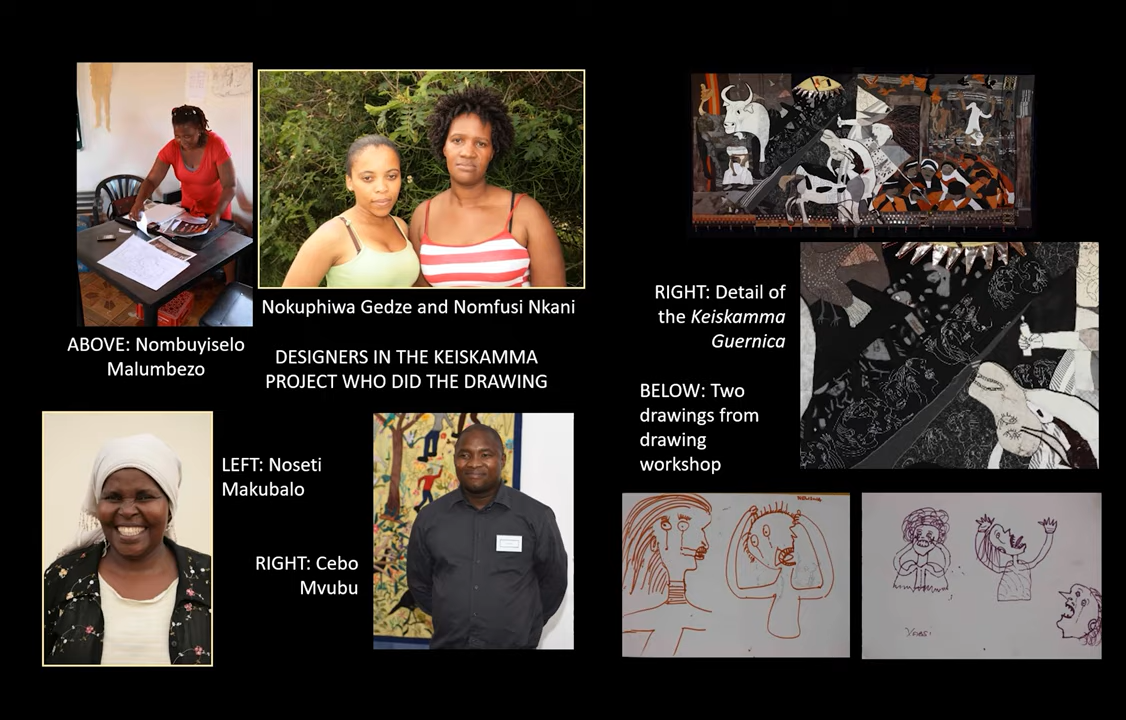 Nokuphiwa Gedze and Nomfusi Nkani
ABOVE: Nombuyiselo
Malumbezo
DESIGNERS IN THE KEISKAMMA
PROJECT WHO DID THE DRAWING
LEFT: Noseti
Makubalo
RIGHT: Cebo
Mvubu
RIGHT: Detail of
the Keiskamma
Guernica
BELOW: Two
drawings from
drawing
workshop